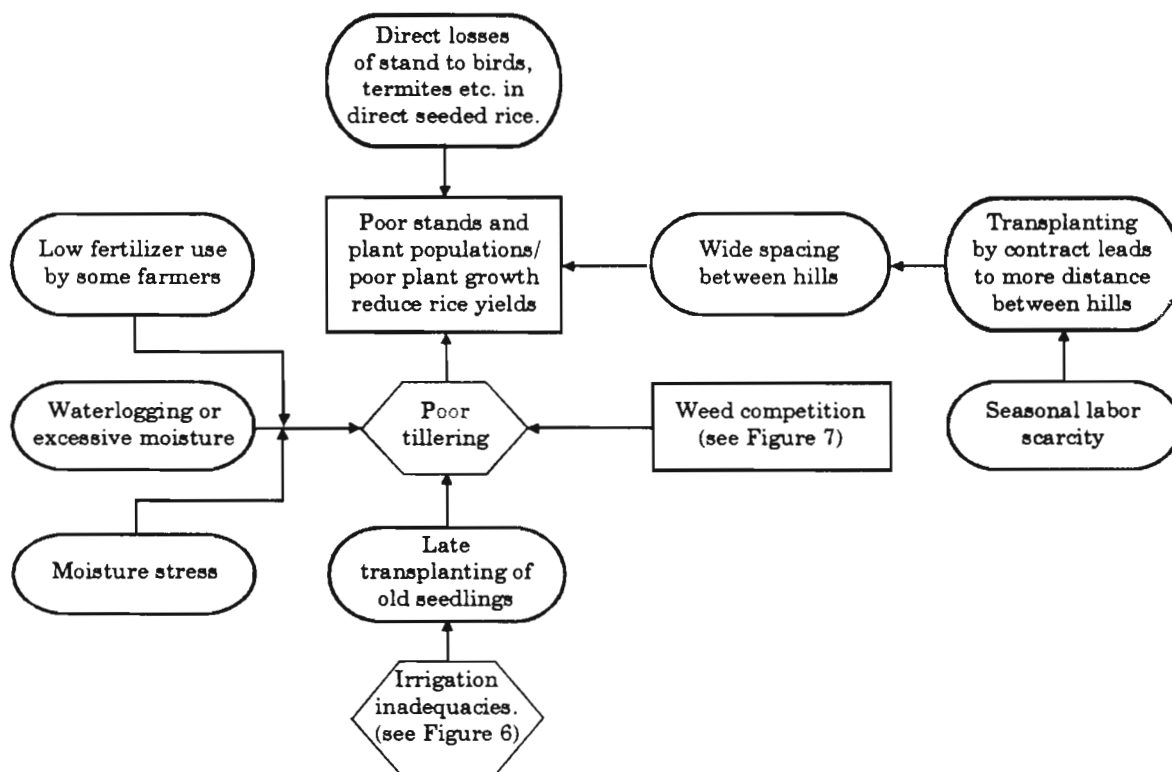 Direct losses
of stand to birds,
termites etc. in
direct seeded rice.
Low fertilizer use
by some farmers
Poor stands and
plant populations/
poor plant growth
reduce rice yields
Wide spacing
between hills
Transplanting
by contract leads
to more distance
between hills
Waterlogging or
excessive moisture
Poor
tillering
Weed competition
(see Figure 7)
Seasonal labor
scarcity
Moisture stress
Late
transplanting of
old seedlings
Irrigation
inadequacies.
(see Figure 6)